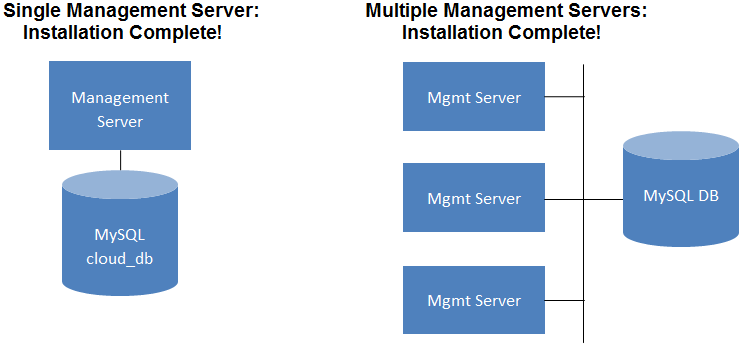 Single Management Server:
Installation Complete!
Management
Server
MySQL
cloud_db
Multiple Management Servers:
Installation Complete!
Mgmt Server
Mgmt Server
Mgmt Server
MySQL DB